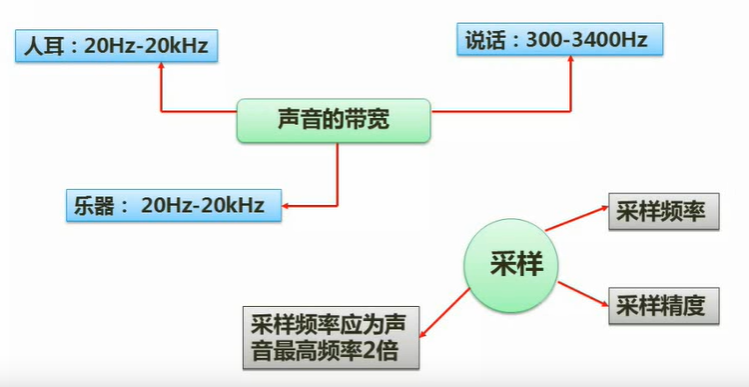 人耳：20Hz-20kHz
说话：300-3400Hz
声音的带宽
乐器： 20Hz-20kHz
采样频率
采样
采样精度
采样频率应为声
音最高频率2倍